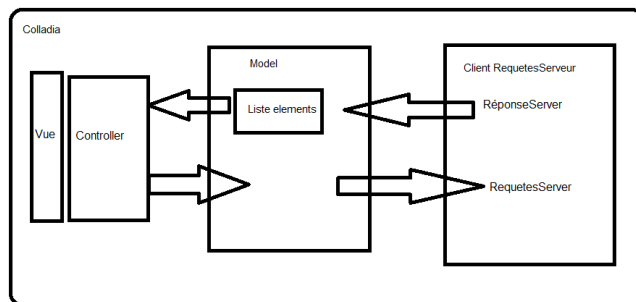 Colladia
Model
Client RequetesServeur
Liste elements
RéponseServer
Vue
Controller
RequetesServer